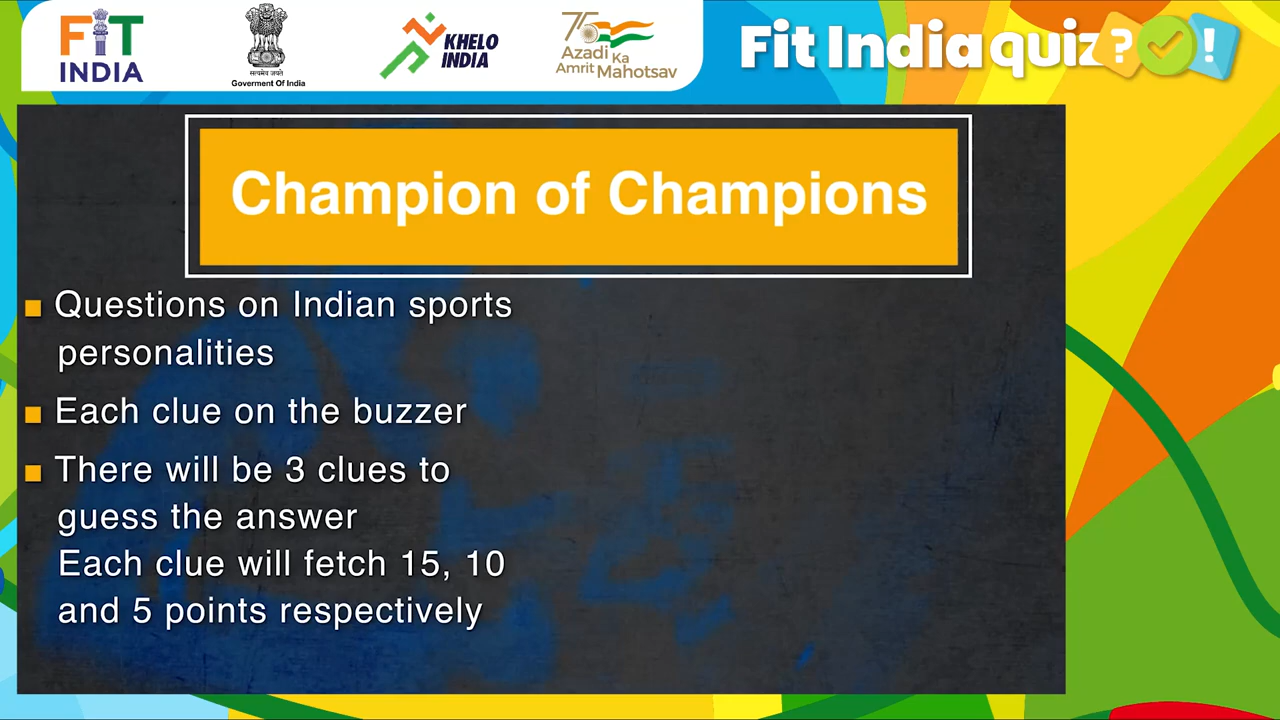 FIT
INDIA
सत्यमेव जयते
Goverment Of India
KHELO
INDIA
75
Azadi Ka
Amrit Mahotsav
Fit India quiz?!
Champion of Champions
Questions on Indian sports
personalities
Each clue on the buzzer
There will be 3 clues to
guess the answer
Each clue will fetch 15, 10
and 5 points respectively